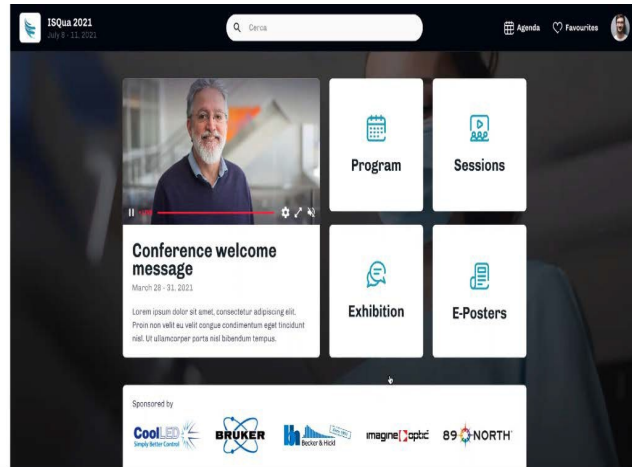 ISQua 2021
July 8 - 11, 2021
Cerca
Agenda
Favourites
Program
Sessions
Conference welcome
message
March 28 - 31, 2021
Lorem ipsum dolor sit amet, consectetur adipiscing elit.
Proin non velit eu velit congue condimentum eget tincidunt
nisl. Ut ullamcorper porta nisl bibendum tempus.
Exhibition
E-Posters
Sponsored by
CoolLED
Simply Better Control
BRUKER
bh
Becker & Hickl
imagine optic
89 NORTH